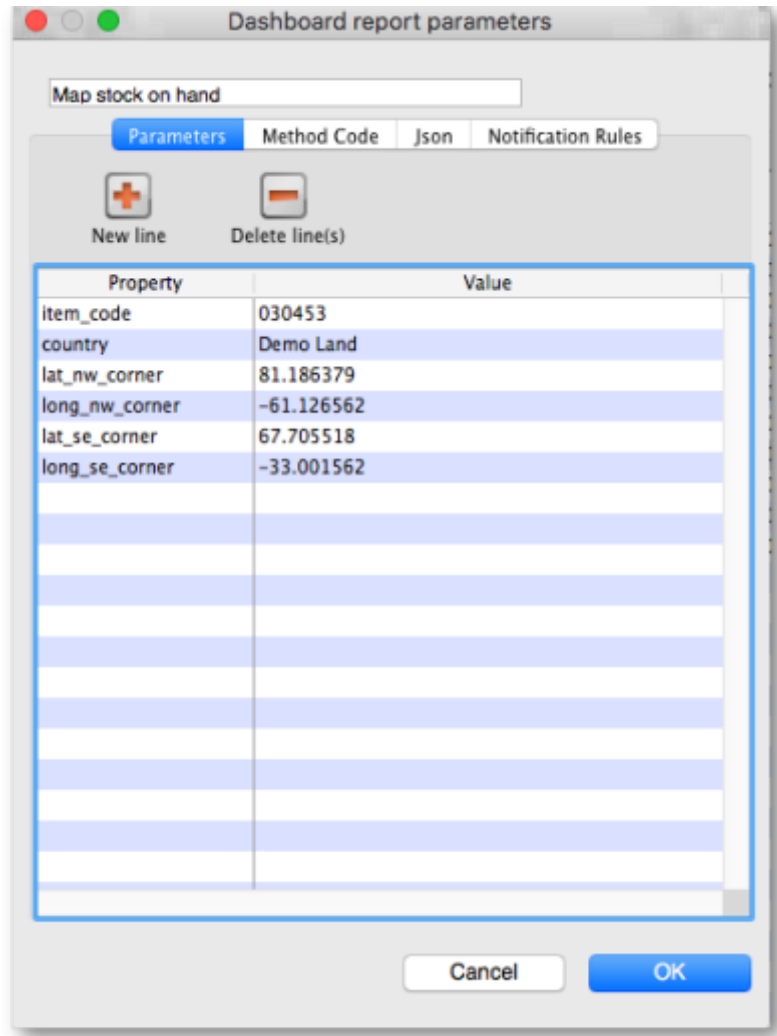 Dashboard report parameters
Map stock on hand
Parameters Method Code Json Notification Rules
New line Delete line(s)
Property Value
item_code 030453
country Demo Land
lat_nw_corner 81.186379
long_nw_corner -61.126562
lat_se_corner 67.705518
long_se_corner -33.001562
Cancel OK